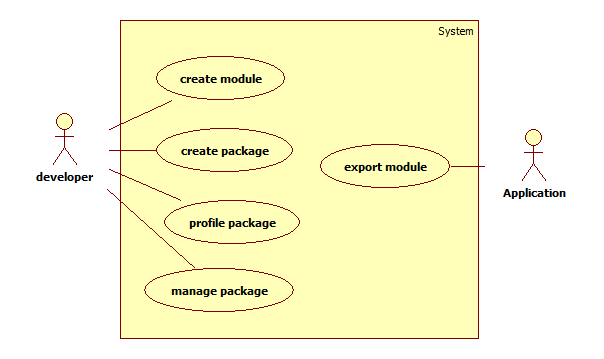 System
create module
create package
export module
developer
Application
profile package
manage package